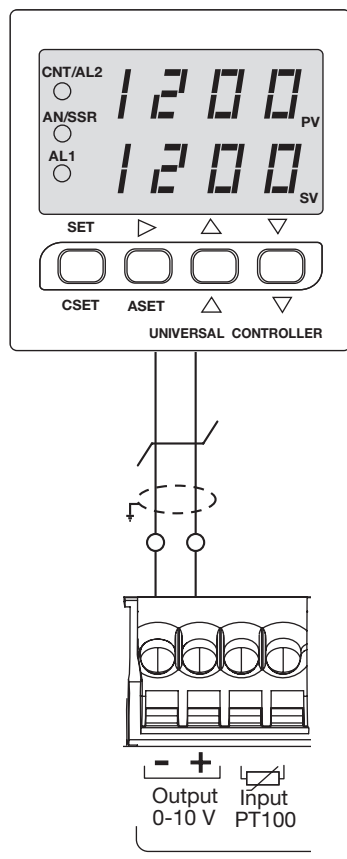 CNT/AL2
1200
PV
AN/SSR
AL1
1200
SV
SET
CSET ASET
UNIVERSAL CONTROLLER
- +
Output Input
0-10 V PT100